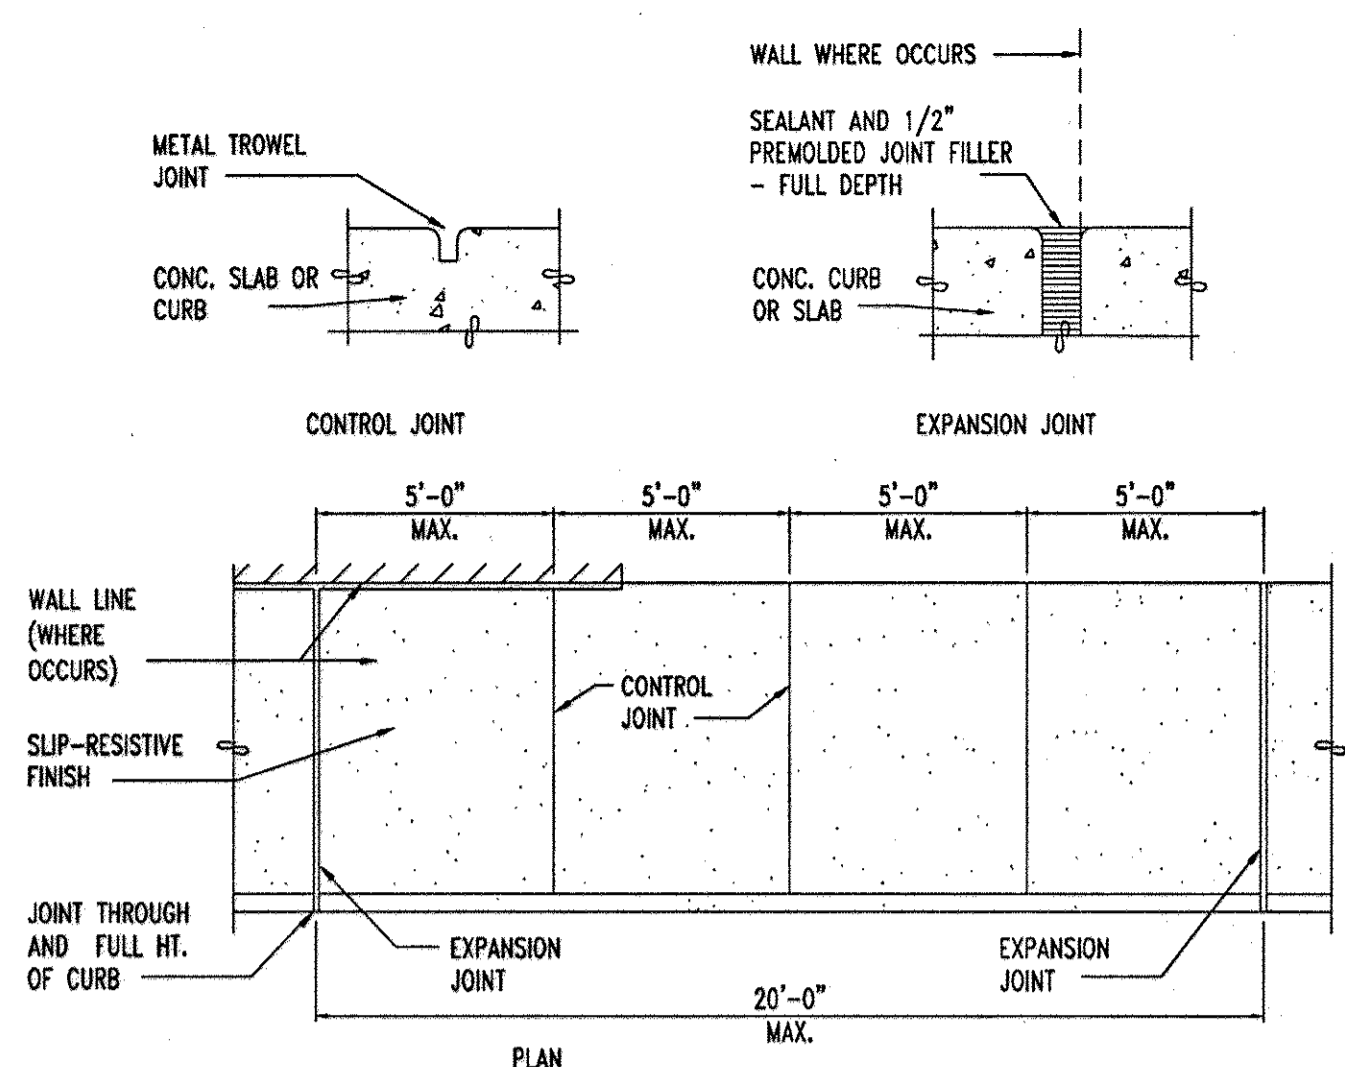 WALL WHERE OCCURS
SEALANT AND 1/2"
PREMOLDED JOINT FILLER
- FULL DEPTH
METAL TROWEL
JOINT
CONC. SLAB OR
CURB
CONC. CURB
OR SLAB
CONTROL JOINT
EXPANSION JOINT
5'-0"
MAX.
5'-0"
MAX.
5'-0"
MAX.
5'-0"
MAX.
WALL LINE
(WHERE
OCCURS)
CONTROL
JOINT
SLIP-RESISTIVE
FINISH
JOINT THROUGH
AND FULL HT.
OF CURB
EXPANSION
JOINT
EXPANSION
JOINT
20'-0"
MAX.
PLAN